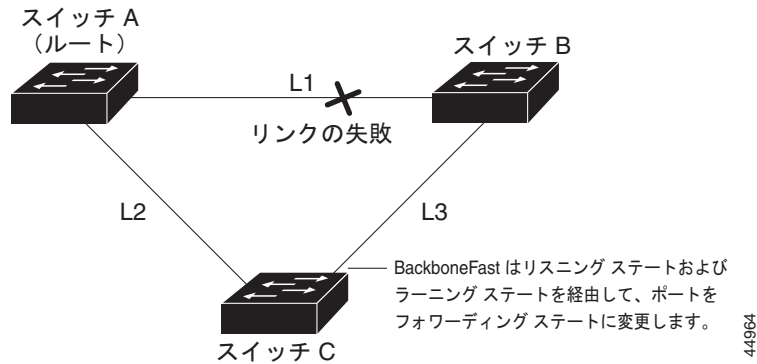 スイッチ A
（ルート）
スイッチ B
L1
リンクの失敗
L2
L3
BackboneFast はリスニング ステートおよび
ラーニング ステートを経由して、ポートを
フォワーディング ステートに変更します。
スイッチ C
44964